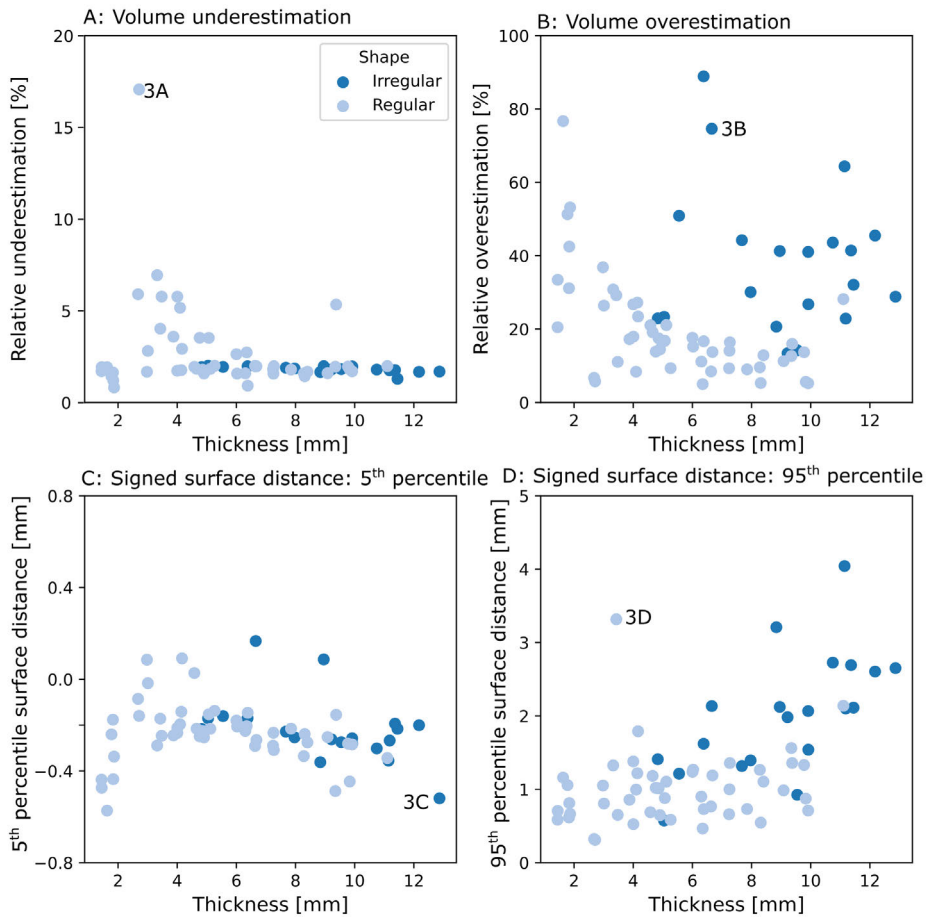 A: Volume underestimation
Relative underestimation [%]
20
15
10
5
0
3A
Shape
Irregular
Regular
2 4 6 8 10 12
Thickness [mm]
B: Volume overestimation
Relative overestimation [%]
100
80
60
40
20
0
3B
2 4 6 8 10 12
Thickness [mm]
C: Signed surface distance: 5th percentile
5th percentile surface distance [mm]
0.8
0.4
0.0
−0.4
−0.8
3C
2 4 6 8 10 12
Thickness [mm]
D: Signed surface distance: 95th percentile
95th percentile surface distance [mm]
5
4
3
2
1
0
3D
2 4 6 8 10 12
Thickness [mm]